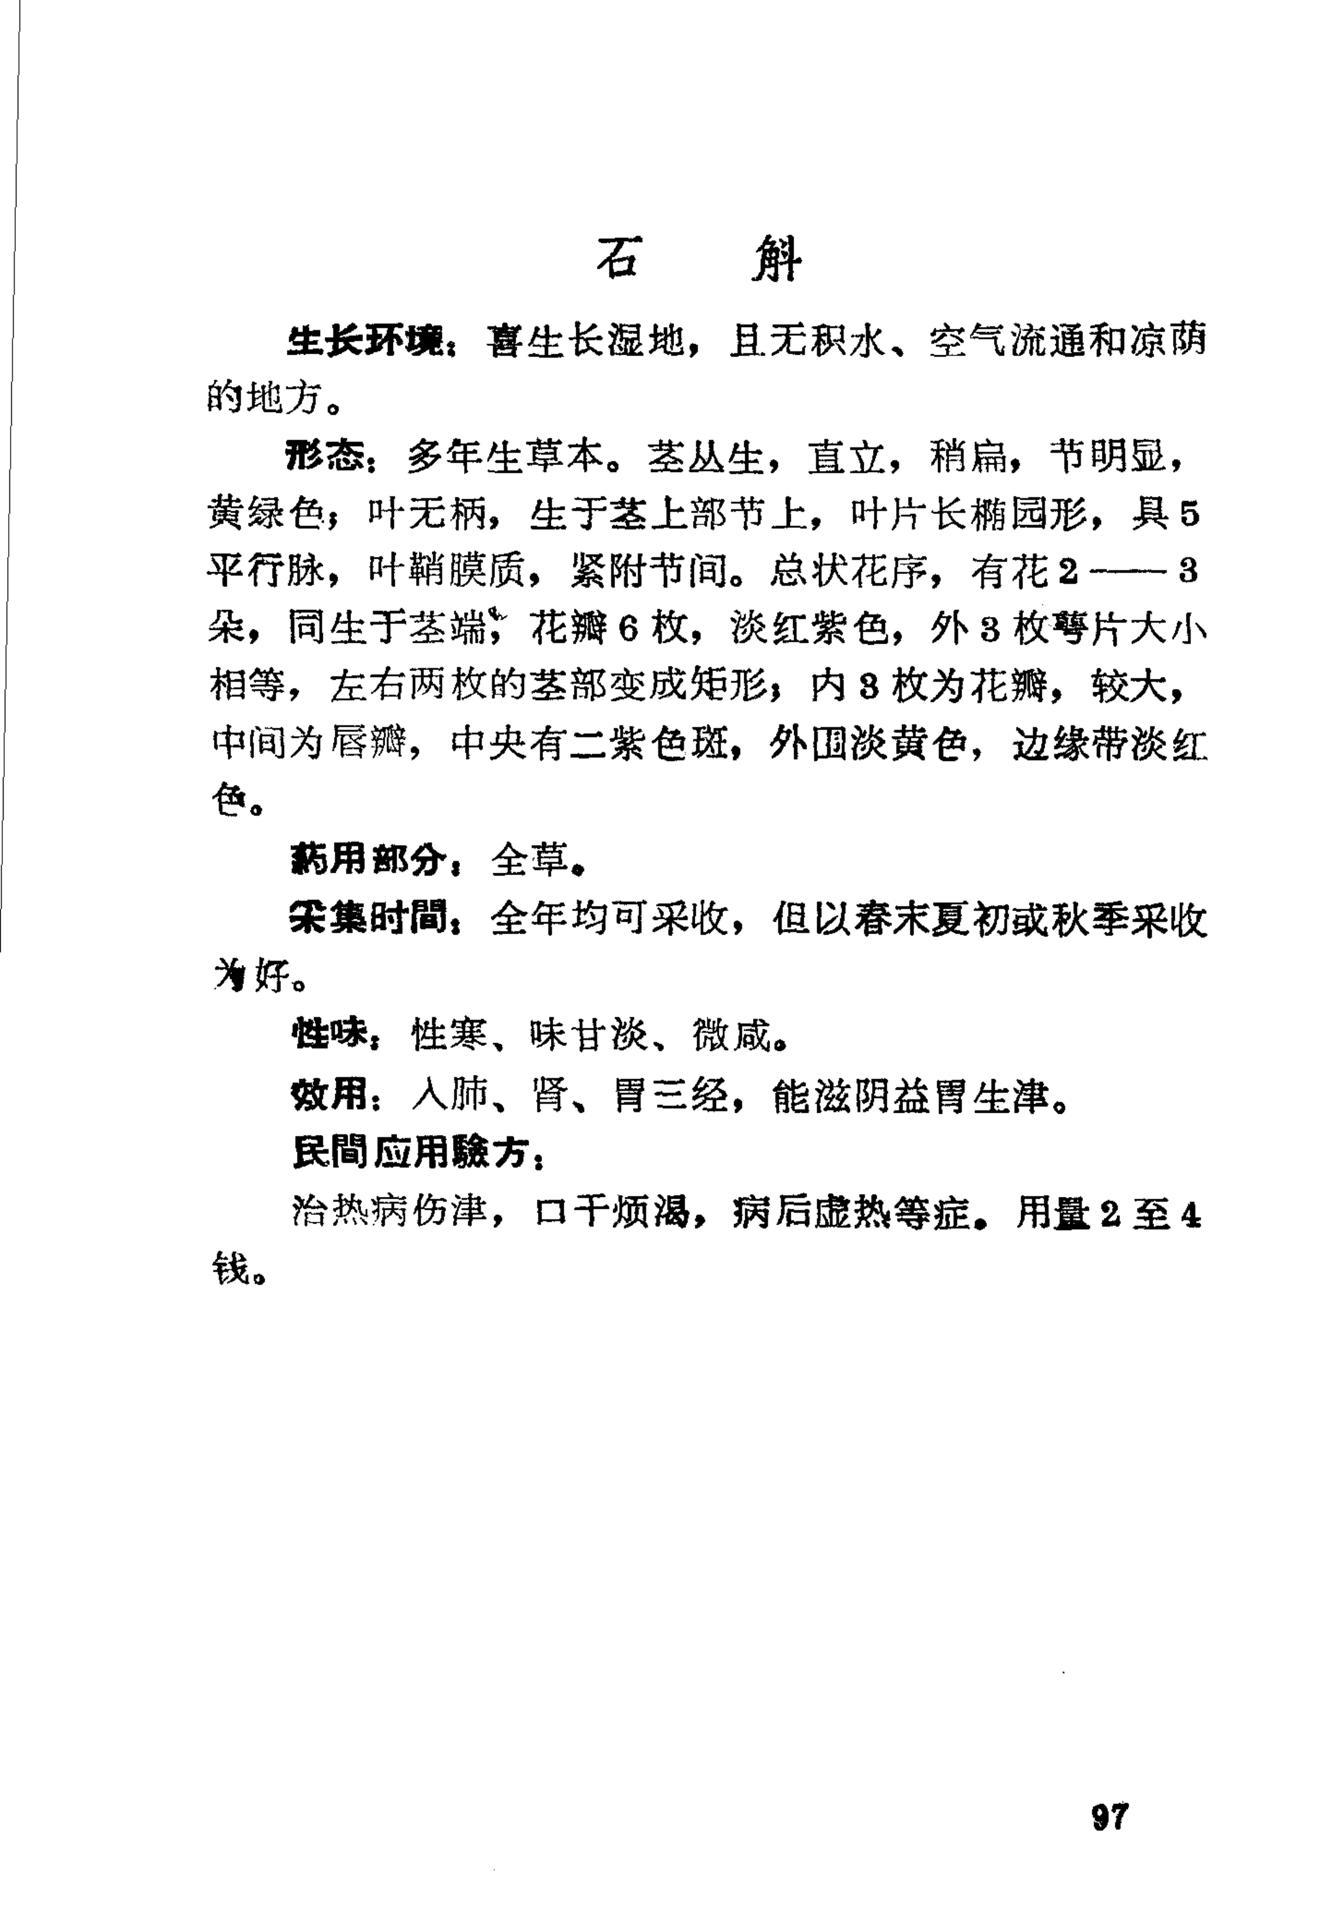 石斛
生长环境：喜生长湿地，且无积水、空气流通和凉荫
的地方。
形态：多年生草本。茎丛生，直立，稍扁，节明显，
黄绿色；叶无柄，生于茎上部节上，叶片长椭园形，具5
平行脉，叶鞘膜质，紧附节间。总状花序，有花2——3
朵，同生于茎端；花瓣6枚，淡红紫色，外3枚萼片大小
相等，左右两枚的茎部变成矩形；内3枚为花瓣，较大，
中间为唇瓣，中央有二紫色斑，外囬淡黄色，边缘带淡红
色。
药用部分：全草。
采集时間：全年均可采收，但以春末夏初或秋季采收
为好。
性味：性寒、味甘淡、微咸。
效用：入肺、肾、胃三经，能滋阴益胃生津。
民間应用驗方：
治热病伤津，口干烦渴，病后虚热等症。用量2至4
钱。
97